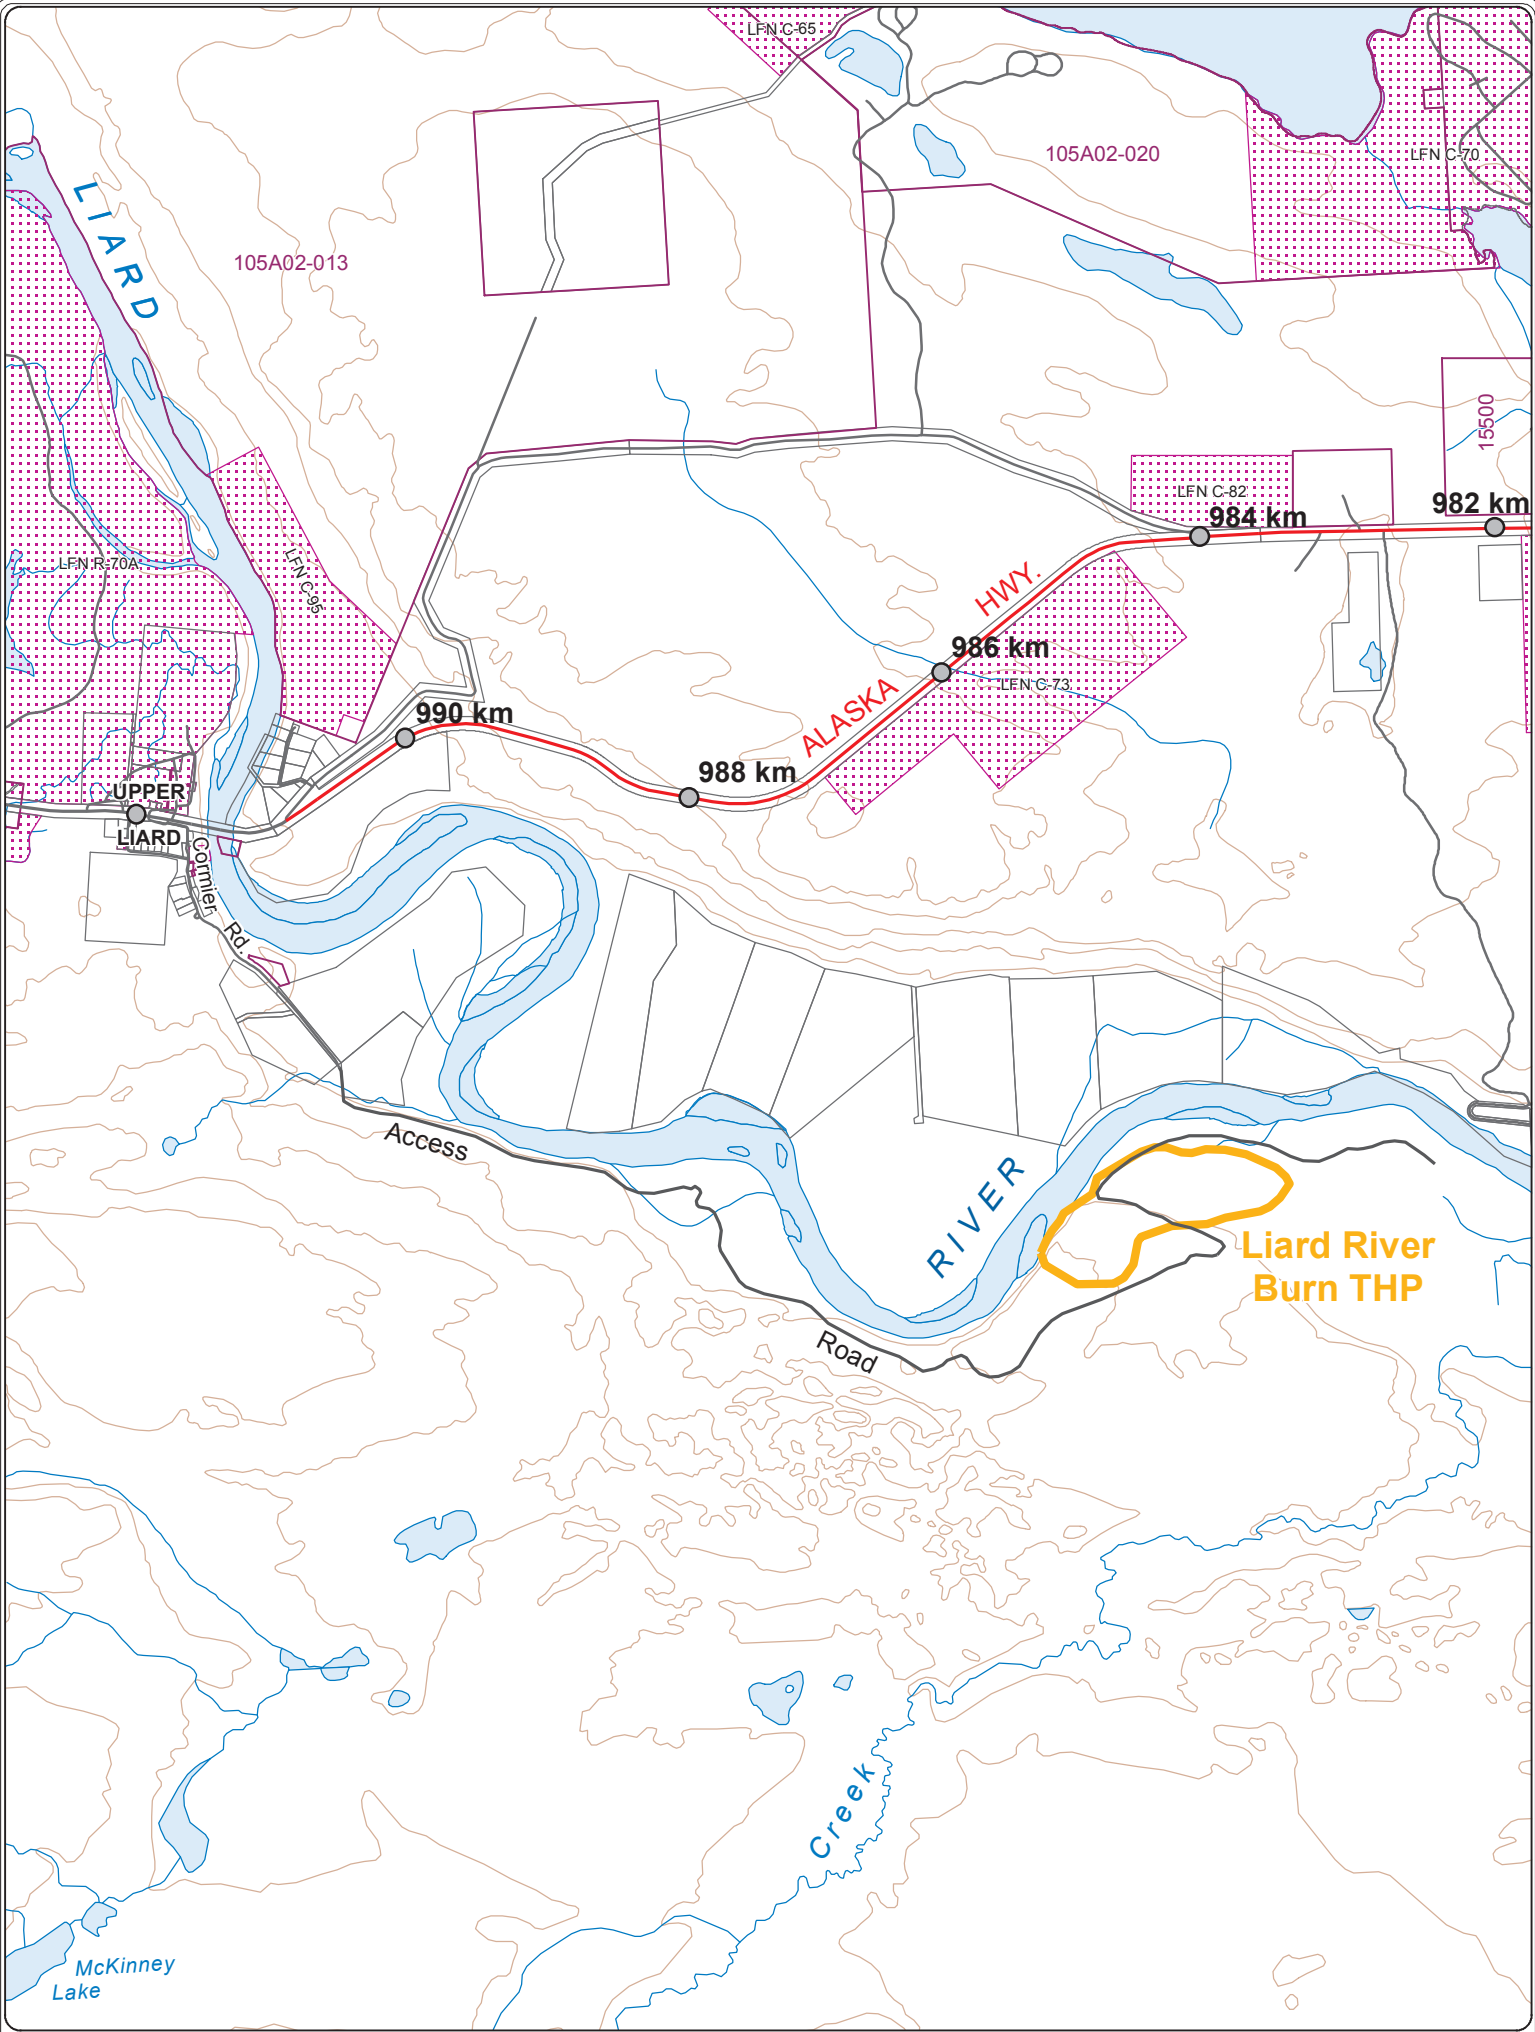 LFN C-65
105A02-020
LFN C-70
LIARD
105A02-013
15500
LFN C-82
982 km
984 km
LFN R-70A
LFN C-95
HWY.
986 km
LFN C-73
ALASKA
990 km
988 km
UPPER
LIARD
Cormier Rd.
Access
RIVER
Liard River
Burn THP
Road
Creek
McKinney
Lake